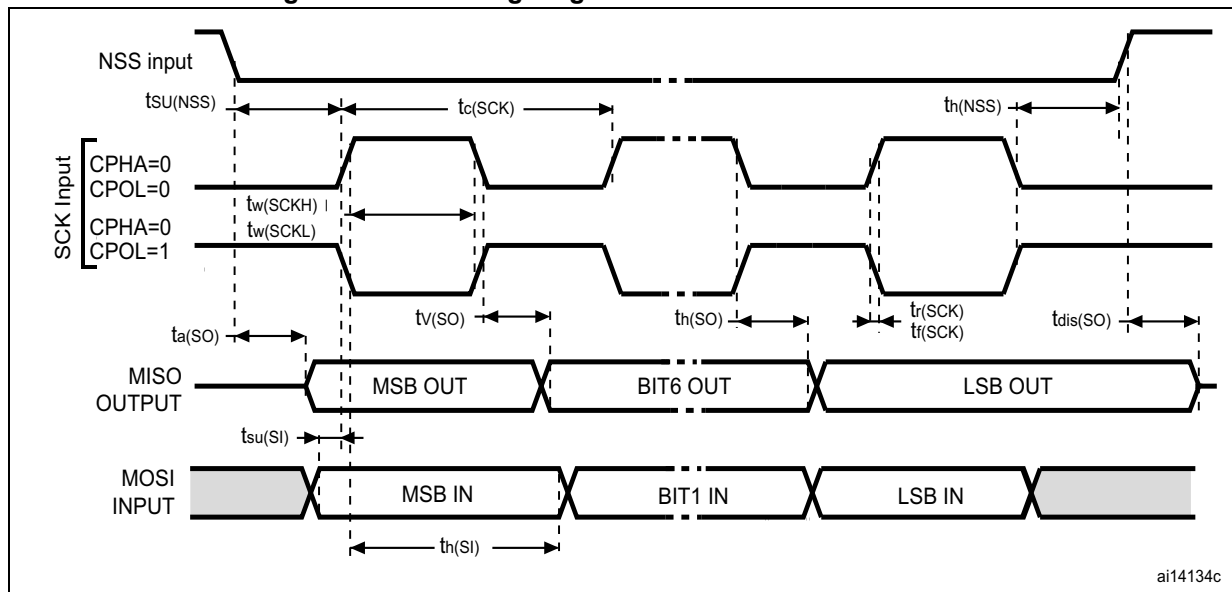 NSS input
tSU(NSS)
tc(SCK)
th(NSS)
SCK Input
CPHA=0
CPOL=0
tw(SCKH)
CPHA=0
CPOL=1
tw(SCKL)
ta(SO)
tV(SO)
th(SO)
tr(SCK)
tf(SCK)
tdis(SO)
MISO
OUTPUT
MSB OUT
BIT6 OUT
LSB OUT
tsu(SI)
MOSI
INPUT
MSB IN
BIT1 IN
LSB IN
th(SI)
ai14134c